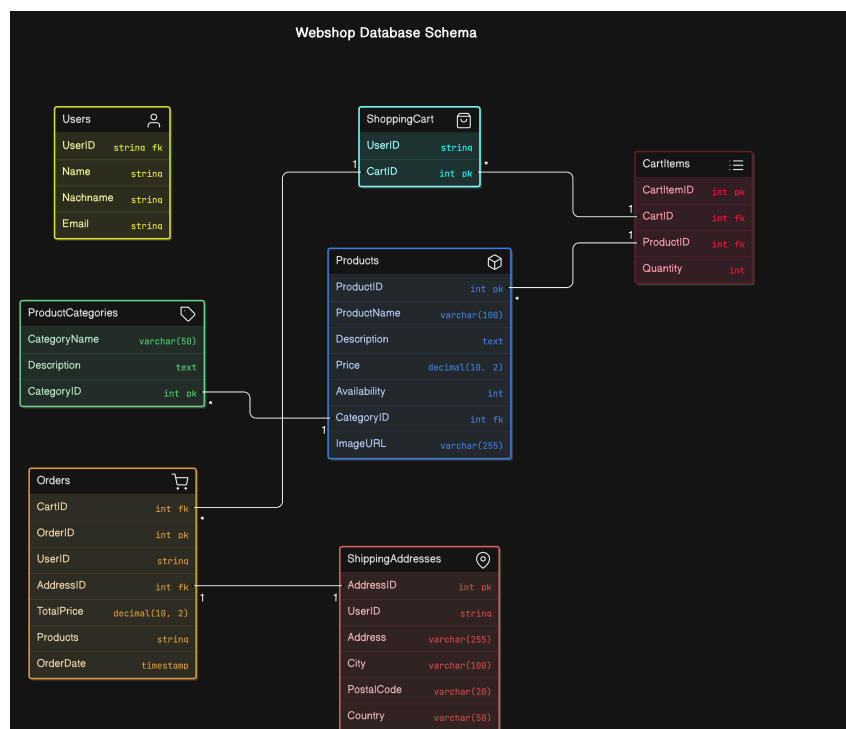 Webshop Database Schema
Users
UserID string fk
Name string
Nachname string
Email string
ShoppingCart
UserID string
CartID int pk
1
*
CartItems
CartItemID int pk
CartID int fk
ProductID int fk
Quantity int
1
1
Products
ProductID int pk
ProductName varchar(100)
Description text
Price decimal(10, 2)
Availability int
CategoryID int fk
ImageURL varchar(255)
*
1
ProductCategories
CategoryName varchar(50)
Description text
CategoryID int pk
*
Orders
CartID int fk
OrderID int pk
UserID string
AddressID int fk
TotalPrice decimal(10, 2)
Products string
OrderDate timestamp
*
1
ShippingAddresses
AddressID int pk
UserID string
Address varchar(255)
City varchar(100)
PostalCode varchar(20)
Country varchar(50)
1